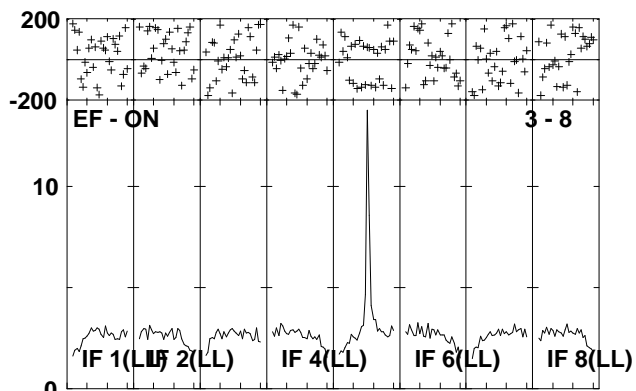 200
-200
EF - ON 3 - 8
10
IF 1(LL) IF 2(LL) IF 4(LL) IF 6(LL) IF 8(LL)
0